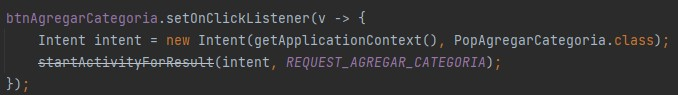 btnAgregarCategoria.setOnClickListener(v -> {
    Intent intent = new Intent(getApplicationContext(), PopAgregarCategoria.class);
    startActivityForResult(intent, REQUEST_AGREGAR_CATEGORIA);
});